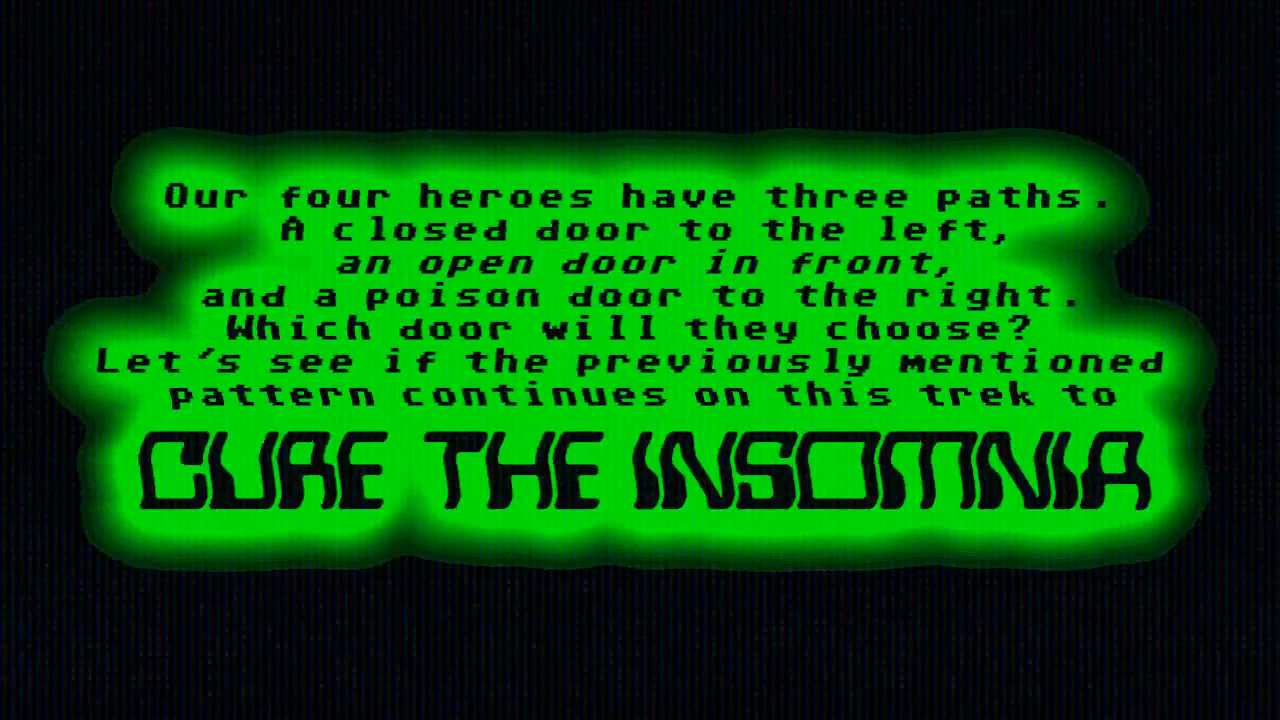 Our four heroes have three paths.
A closed door to the left,
an open door in front,
and a poison door to the right.
Which door will they choose?
Let's see if the previously mentioned
pattern continues on this trek to
CURE THE INSOMNIA